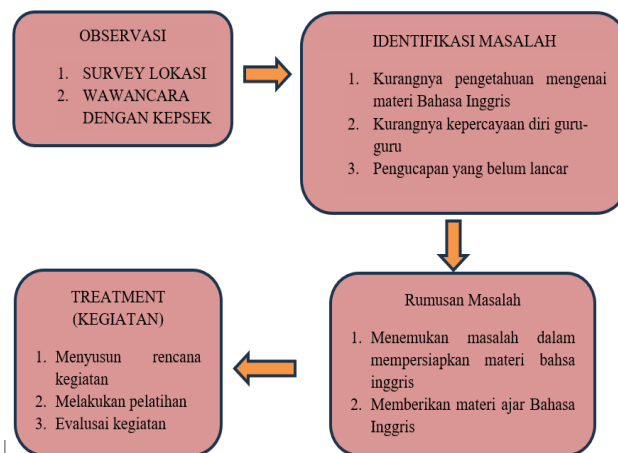 OBSERVASI
1. SURVEY LOKASI
2. WAWANCARA
DENGAN KEPSEK
IDENTIFIKASI MASALAH
1. Kurangnya pengetahuan mengenai
materi Bahasa Inggris
2. Kurangnya kepercayaan diri guru-
guru
3. Pengucapan yang belum lancar
Rumusan Masalah
1. Menemukan masalah dalam
mempersiapkan materi bahsa
inggris
2. Memberikan materi ajar Bahasa
Inggris
TREATMENT
(KEGIATAN)
1. Menyusun rencana
kegiatan
2. Melakukan pelatihan
3. Evalusai kegiatan